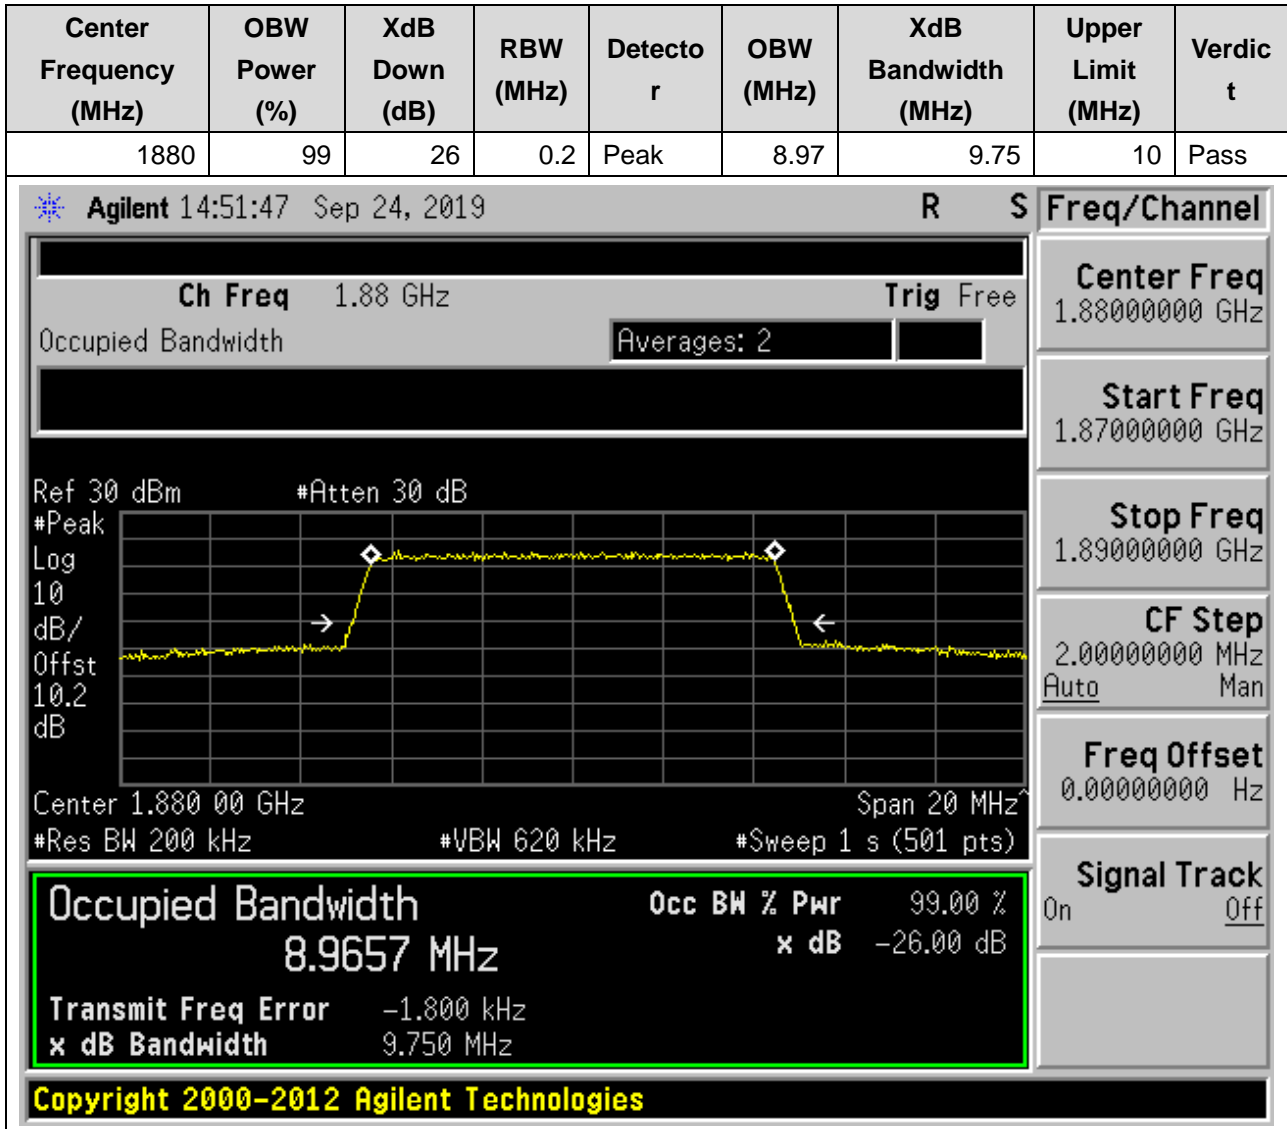 Center Frequency (MHz) OBW Power (%) XdB Down (dB) RBW (MHz) Detecto r OBW (MHz) XdB Bandwidth (MHz) Upper Limit (MHz) Verdic t
1880 99 26 0.2 Peak 8.97 9.75 10 Pass
Agilent 14:51:47 Sep 24, 2019 R S
Ch Freq 1.88 GHz Trig Free
Occupied Bandwidth Averages: 2
Ref 30 dBm #Atten 30 dB
#Peak
Log
10
dB/
Offst
10.2
dB
Center 1.880 00 GHz Span 20 MHz^
#Res BW 200 kHz #VBW 620 kHz #Sweep 1 s (501 pts)
Occupied Bandwidth Occ BW % Pwr 99.00 %
8.9657 MHz x dB -26.00 dB
Transmit Freq Error -1.800 kHz
x dB Bandwidth 9.750 MHz
Copyright 2000-2012 Agilent Technologies
Freq/Channel
Center Freq
1.88000000 GHz
Start Freq
1.87000000 GHz
Stop Freq
1.89000000 GHz
CF Step
2.00000000 MHz
Auto Man
Freq Offset
0.00000000 Hz
Signal Track
On Off